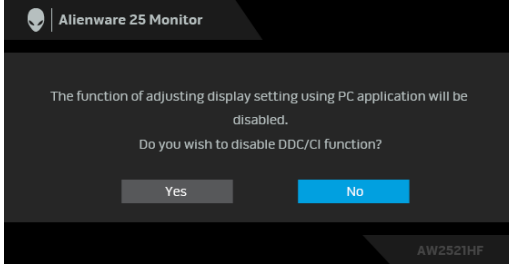 Alienware 25 Monitor
The function of adjusting display setting using PC application will be
disabled.
Do you wish to disable DDC/CI function?
Yes No
AW2521HF